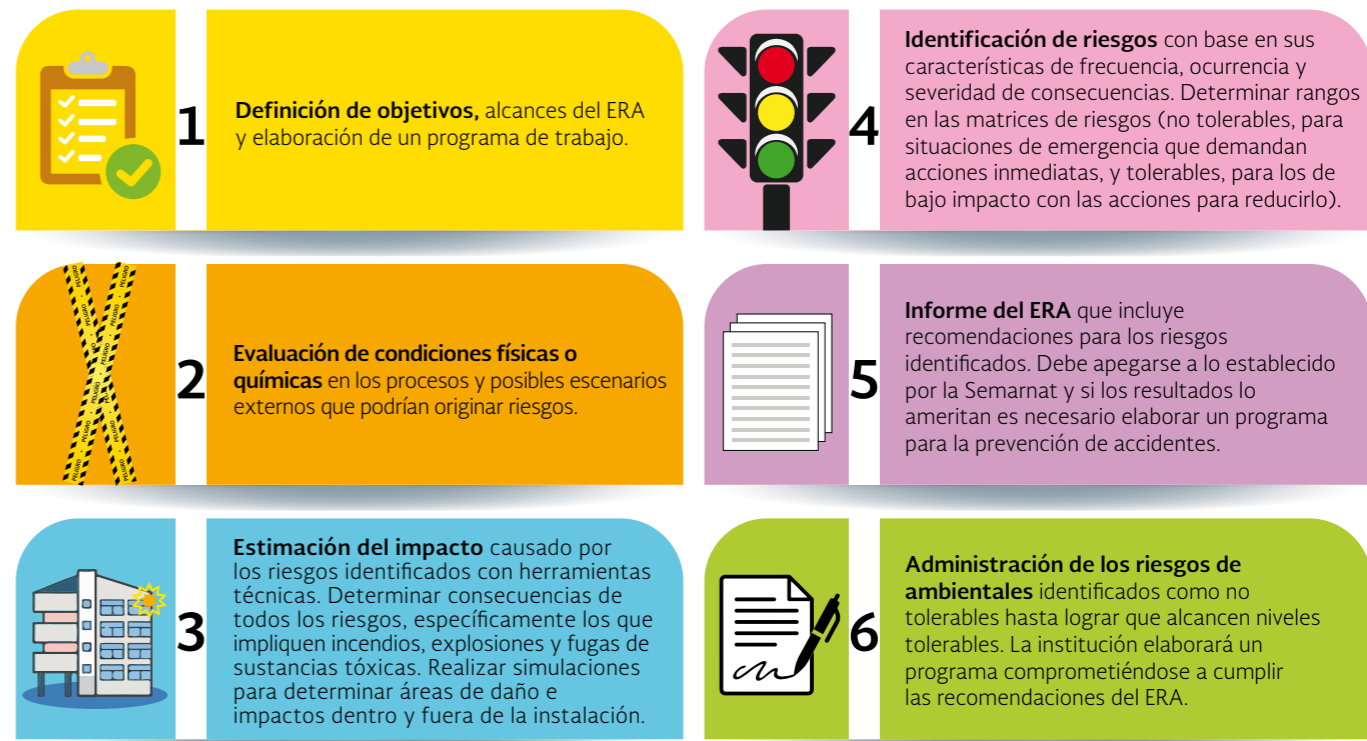 1
Definición de objetivos, alcances del ERA
y elaboración de un programa de trabajo.
2
PELIGRO
PELIGRO
PELIGRO
PELIGRO
Evaluación de condiciones físicas o
químicas en los procesos y posibles escenarios
externos que podrían originar riesgos.
3
Estimación del impacto causado por
los riesgos identificados con herramientas
técnicas. Determinar consecuencias de
todos los riesgos, específicamente los que
impliquen incendios, explosiones y fugas de
sustancias tóxicas. Realizar simulaciones
para determinar áreas de daño e
impactos dentro y fuera de la instalación.
4
Identificación de riesgos con base en sus
características de frecuencia, ocurrencia y
severidad de consecuencias. Determinar rangos
en las matrices de riesgos (no tolerables, para
situaciones de emergencia que demandan
acciones inmediatas, y tolerables, para los de
bajo impacto con las acciones para reducirlo).
5
Informe del ERA que incluye
recomendaciones para los riesgos
identificados. Debe apegarse a lo establecido
por la Semarnat y si los resultados lo
ameritan es necesario elaborar un programa
para la prevención de accidentes.
6
Administración de los riesgos de
ambientales identificados como no
tolerables hasta lograr que alcancen niveles
tolerables. La institución elaborará un
programa comprometiéndose a cumplir
las recomendaciones del ERA.